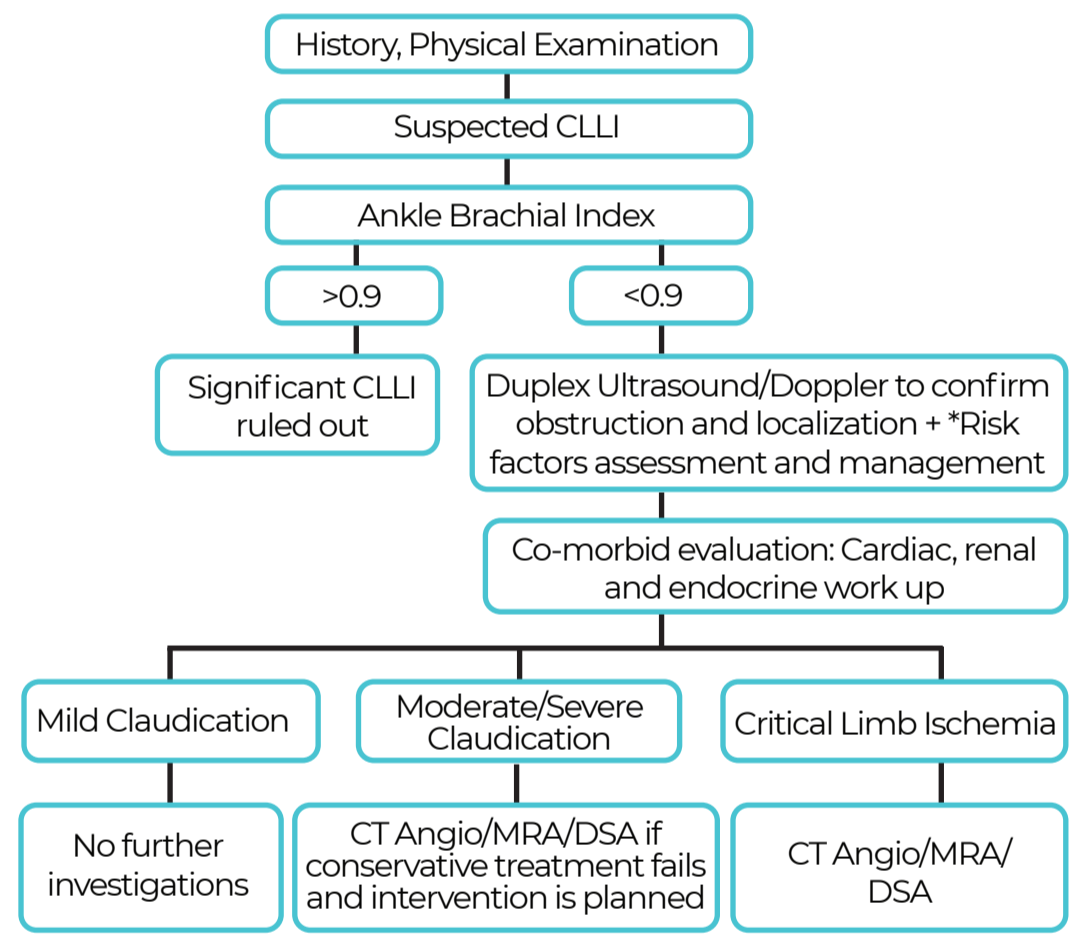 History, Physical Examination
Suspected CLLI
Ankle Brachial Index
>0.9
<0.9
Significant CLLI
ruled out
Duplex Ultrasound/Doppler to confirm
obstruction and localization + *Risk
factors assessment and management
Co-morbid evaluation: Cardiac, renal
and endocrine work up
Mild Claudication
Moderate/Severe
Claudication
Critical Limb Ischemia
No further
investigations
CT Angio/MRA/DSA if
conservative treatment fails
and intervention is planned
CT Angio/MRA/
DSA